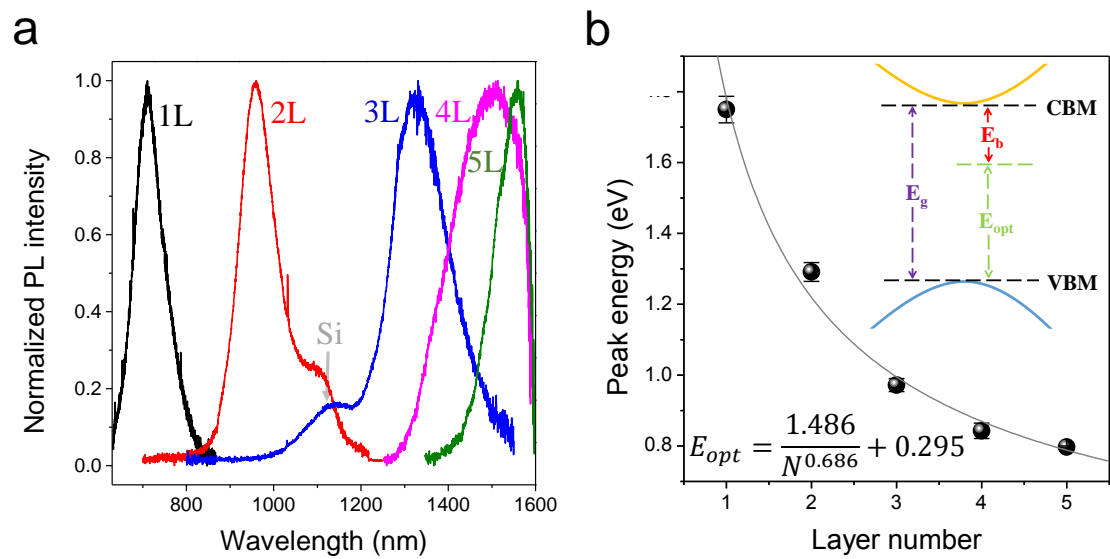 a
Normalized PL intensity
1.0
0.8
0.6
0.4
0.2
0.0
1L
2L
3L
4L
5L
Si
800
1000
1200
1400
1600
Wavelength (nm)
b
Peak energy (eV)
1.6
1.4
1.2
1.0
0.8
CBM
E_b
E_g
E_opt
VBM
E_{opt} = \frac{1.486}{N^{0.686}} + 0.295
1
2
3
4
5
Layer number